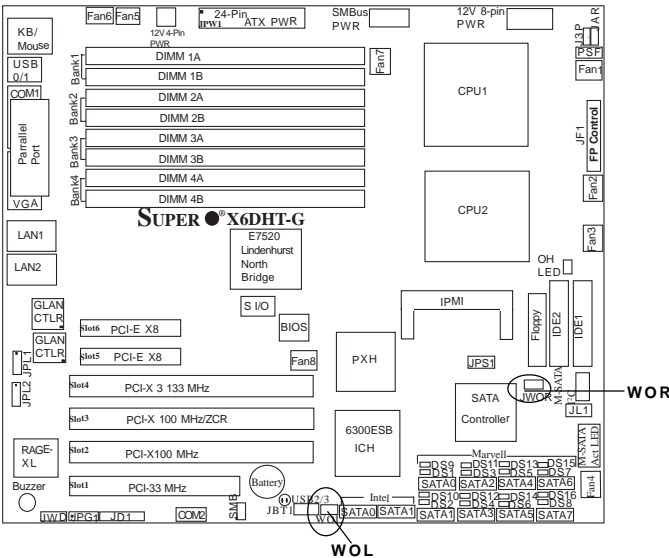 Fan6 Fan5
12V 4-Pin
PWR
24-Pin
JPW1 ATX PWR
SMBus
PWR
12V 8-pin
PWR
J3P
JAR
PSF
Fan1
KB/
Mouse
USB
0/1
COM1
Parrallel
Port
VGA
LAN1
LAN2
Bank1
DIMM 1A
DIMM 1B
Bank2
DIMM 2A
DIMM 2B
Bank3
DIMM 3A
DIMM 3B
Bank4
DIMM 4A
DIMM 4B
Fan7
CPU1
CPU2
JF1
FP Control
Fan2
Fan3
SUPER ®X6DHT-G
E7520
Lindenhurst
North
Bridge
OH
LED
GLAN
CTLR
GLAN
CTLR
JPL1
JPL2
S I/O
BIOS
IPMI
Floppy
IDE2
IDE1
Slot6 PCI-E X8
Slot5 PCI-E X8
Fan8
PXH
JPS1
Slot4 PCI-X 3 133 MHz
Slot3 PCI-X 100 MHz/ZCR
Slot2 PCI-X100 MHz
Slot1 PCI-33 MHz
SATA
Controller
JWOR
WOR
M-SATA
I²C
JL1
M-SATA
Act LED
Fan4
6300ESB
ICH
RAGE-
XL
Buzzer
Battery
Marvell
DS9 DS11 DS13 DS15
DS1 DS3 DS5 DS7
SATA0 SATA2 SATA4 SATA6
DS10 DS12 DS14 DS16
DS2 DS4 DS6 DS8
SATA1 SATA3 SATA5 SATA7
Intel
SATA0 SATA1
USB2/3
JBT1
WOL
JWD JPG1 JD1
COM2
SMB
WOL